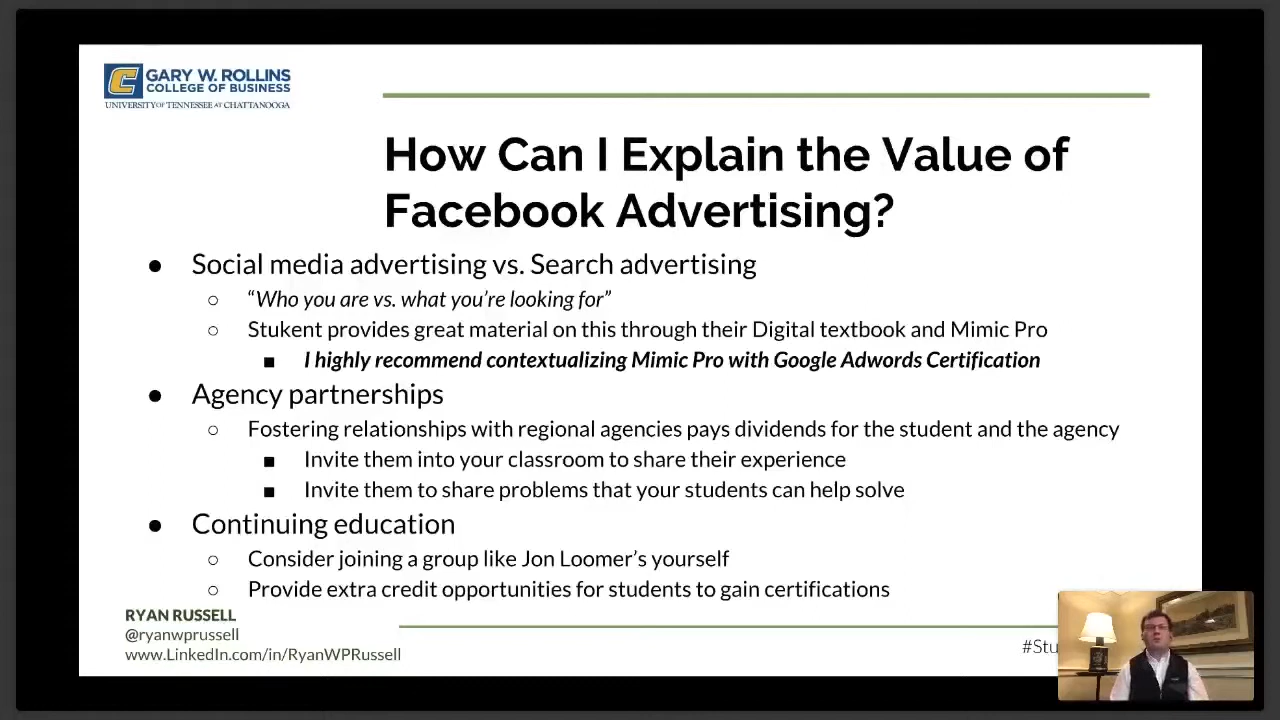 GARY W. ROLLINS
COLLEGE OF BUSINESS
UNIVERSITY OF TENNESSEE AT CHATTANOOGA
How Can I Explain the Value of
Facebook Advertising?
● Social media advertising vs. Search advertising
○ “Who you are vs. what you’re looking for”
○ Stukent provides great material on this through their Digital textbook and Mimic Pro
■ I highly recommend contextualizing Mimic Pro with Google Adwords Certification
● Agency partnerships
○ Fostering relationships with regional agencies pays dividends for the student and the agency
■ Invite them into your classroom to share their experience
■ Invite them to share problems that your students can help solve
● Continuing education
○ Consider joining a group like Jon Loomer’s yourself
○ Provide extra credit opportunities for students to gain certifications
RYAN RUSSELL
@ryanwprussell
www.LinkedIn.com/in/RyanWPRussell